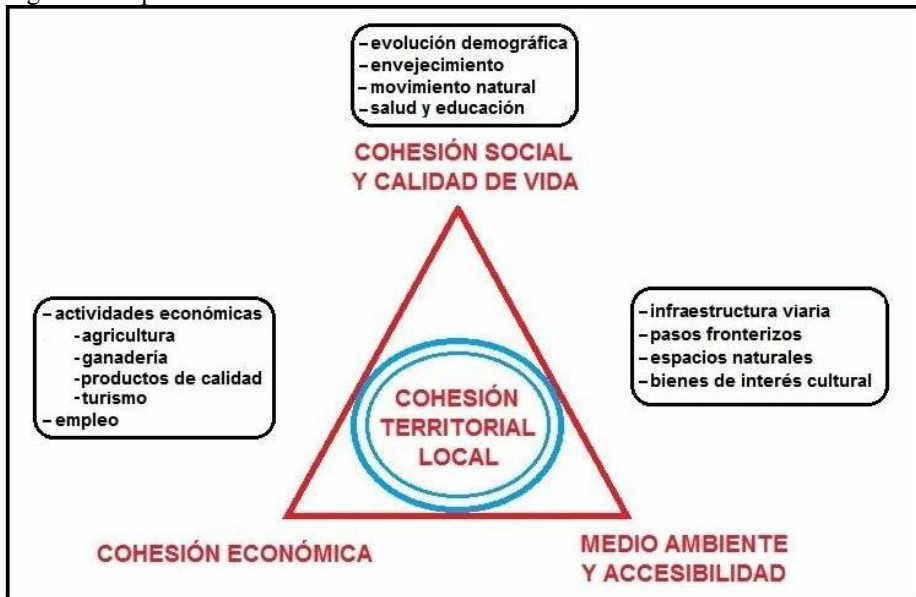 – evolución demográfica
– envejecimiento
– movimiento natural
– salud y educación
COHESIÓN SOCIAL
Y CALIDAD DE VIDA
– actividades económicas
-agricultura
-ganadería
-productos de calidad
-turismo
– empleo
– infraestructura viaria
– pasos fronterizos
– espacios naturales
– bienes de interés cultural
COHESIÓN
TERRITORIAL
LOCAL
COHESIÓN ECONÓMICA
MEDIO AMBIENTE
Y ACCESIBILIDAD